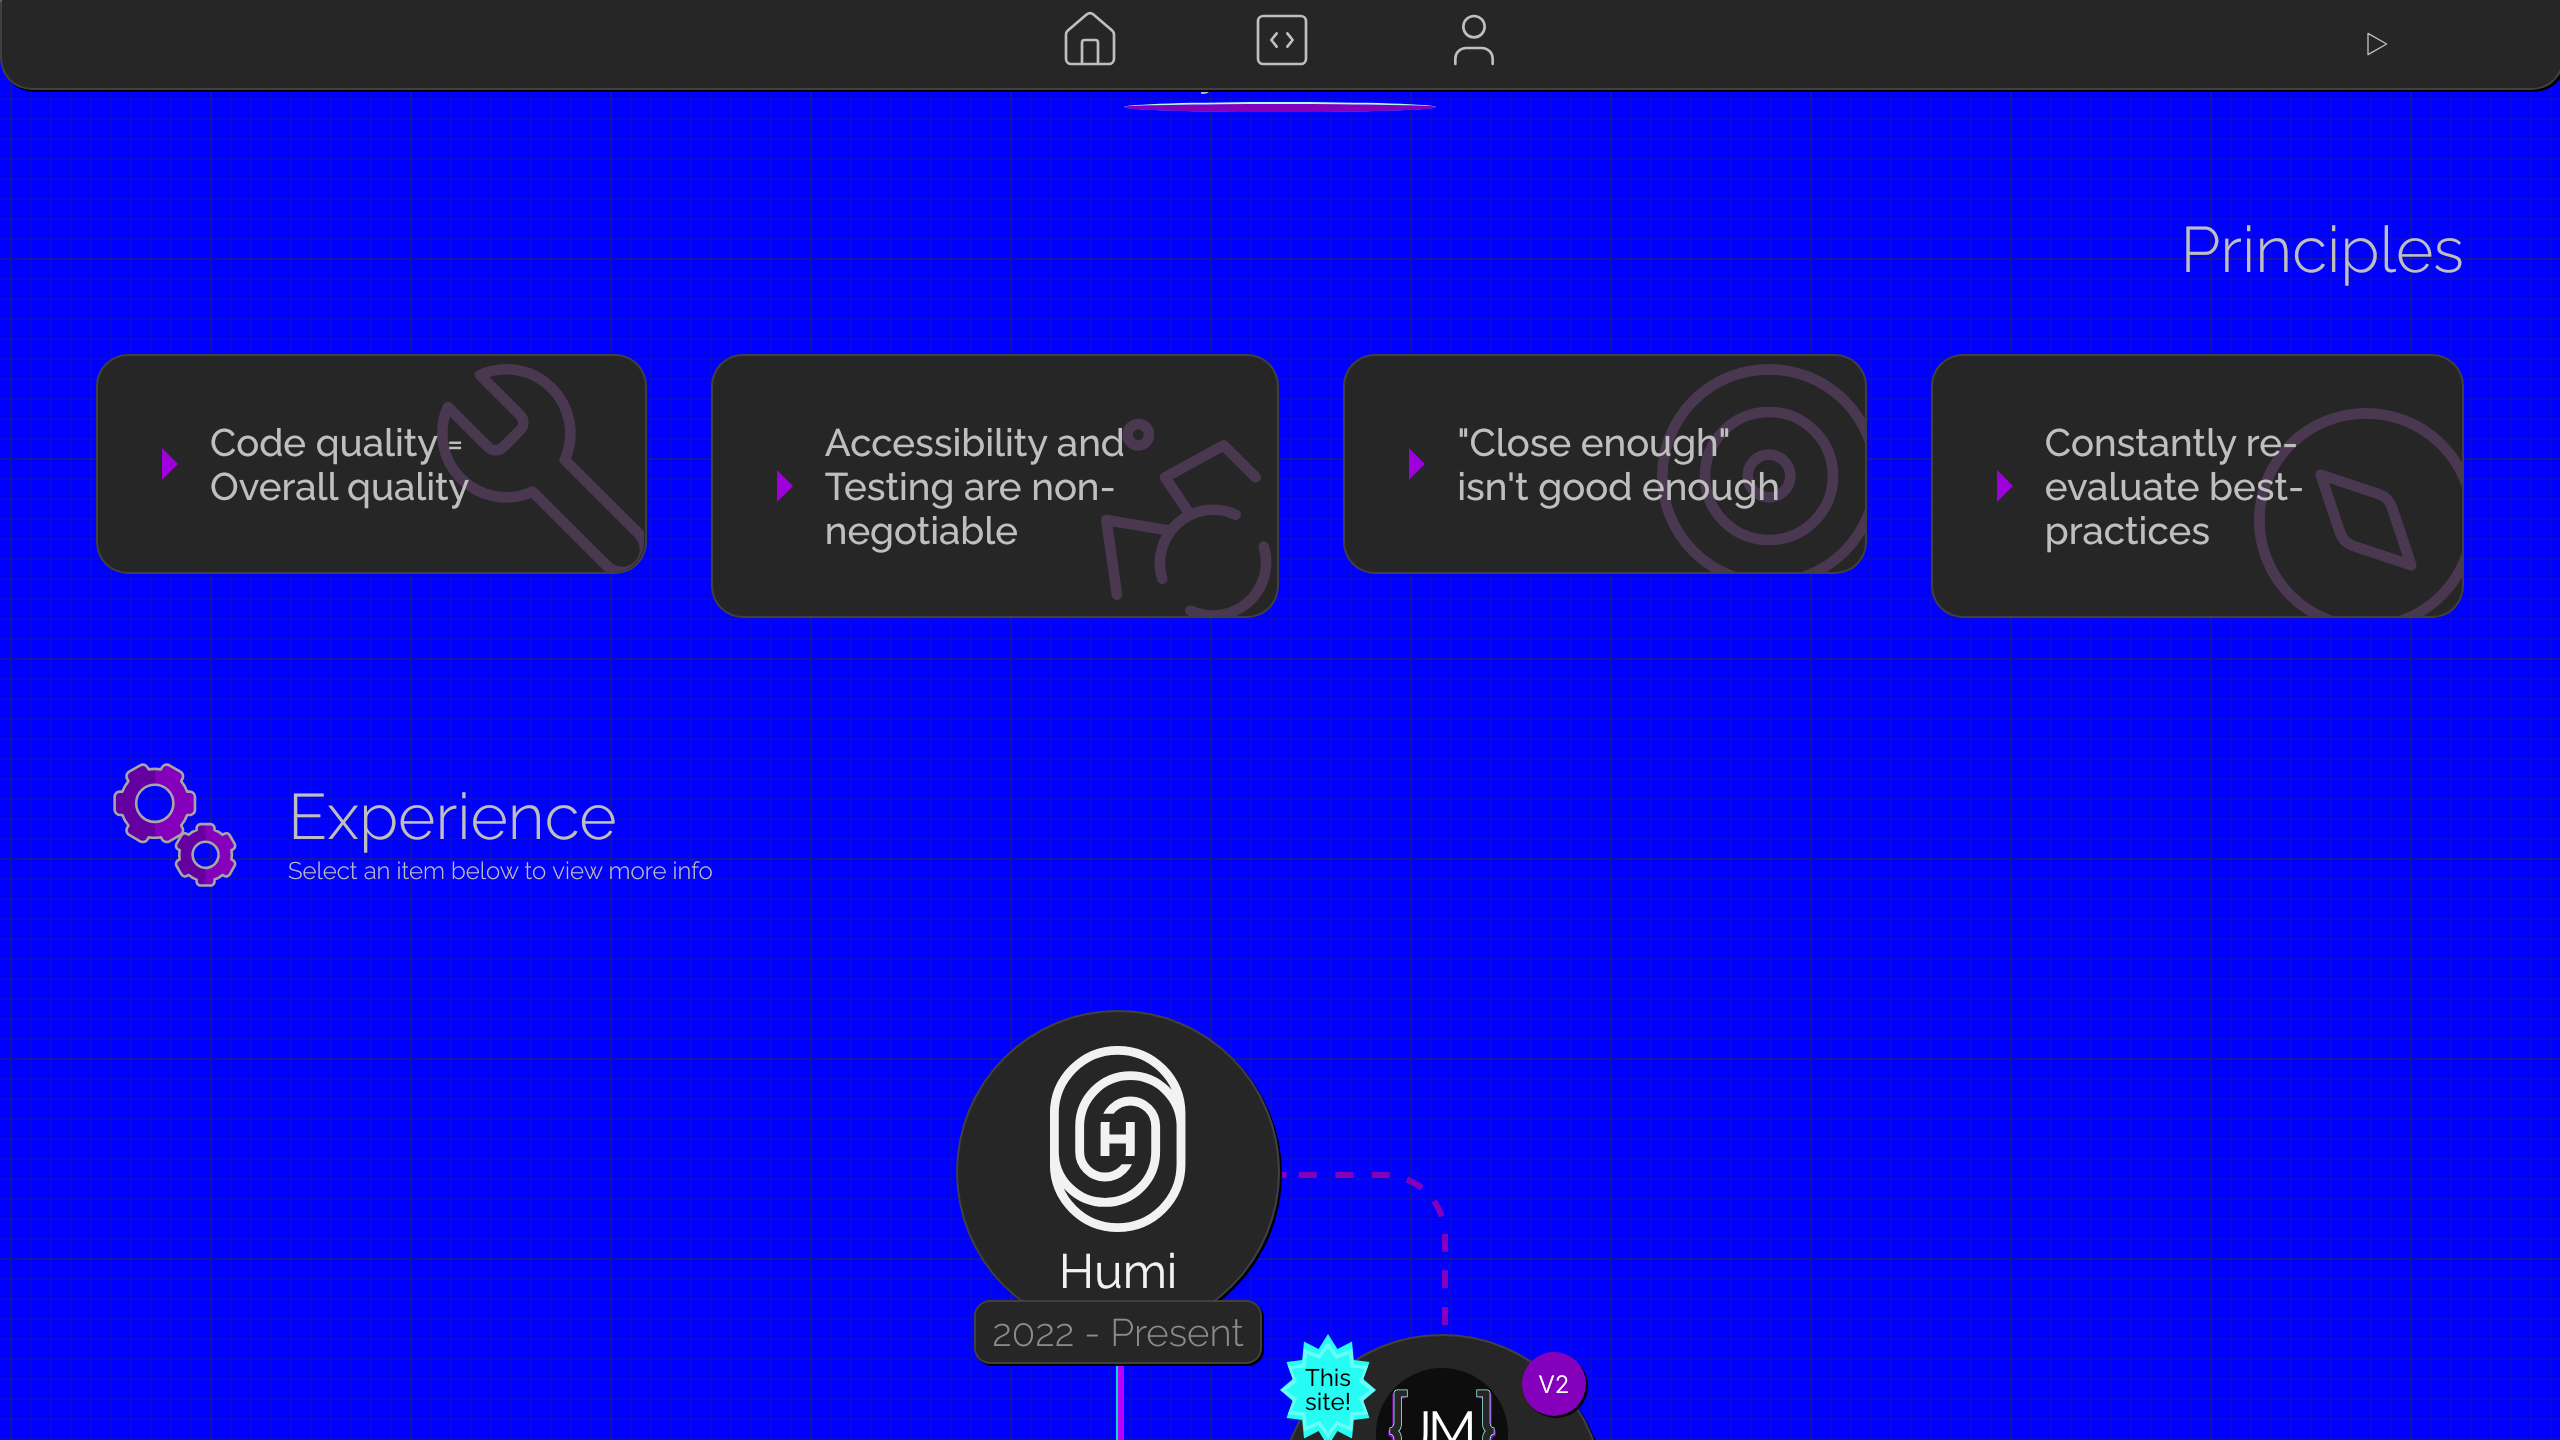 Principles
Code quality =
Overall quality
Accessibility and
Testing are non-
negotiable
"Close enough"
isn't good enough
Constantly re-
evaluate best-
practices
Experience
Select an item below to view more info
H
Humi
2022 - Present
This
site!
{JM}
V2